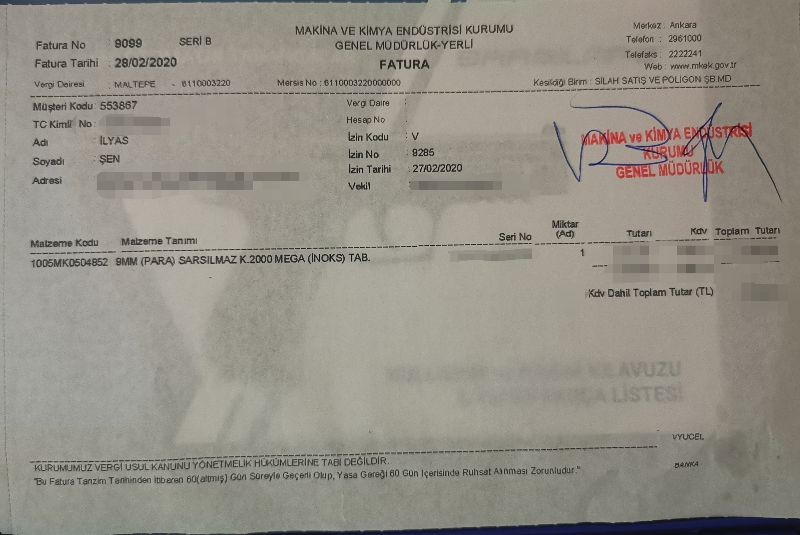 MAKİNA VE KİMYA ENDÜSTRİSİ KURUMU
GENEL MÜDÜRLÜK-YERLİ
FATURA
Fatura No 9099 SERİ B
Fatura Tarihi : 28/02/2020
Merkez : Ankara
Telefon : 2961000
Telefaks : 2222241
Web : www.mkek.gov.tr
Vergi Dairesi MALTEPE - 6110003220 Mersis No : 6110003220000000 Kesildiği Birim : SİLAH SATIŞ VE POLİGON ŞB.MD
Müşteri Kodu 553867
TC Kimli No :
Adı : İLYAS
Soyadı : ŞEN
Adresi :
Vergi Daire :
Hesap No :
İzin Kodu : V
İzin No : 9285
İzin Tarihi : 27/02/2020
Vekil :
MAKİNA ve KİMYA ENDÜSTRİSİ
KURUMU
GENEL MÜDÜRLÜK
Malzeme Kodu Malzeme Tanımı Seri No Miktar (Ad) Tutarı Kdv Toplam Tutarı
1005MK0504852 9MM (PARA) SARSILMAZ K.2000 MEGA (İNOKS) TAB. 1
Kdv Dahil Toplam Tutar (TL)
KILAVUZU
LİSTESİ
VYUCEL
KURUMUMUZ VERGİ USUL KANUNU YÖNETMELİK HÜKÜMLERİNE TABİ DEĞİLDİR.
BANKA
"Bu Fatura Tanzim Tarihinden İtibaren 60(altmış) Gün Süreyle Geçerli Olup, Yasa Gereği 60 Gün İçerisinde Ruhsat Alınması Zorunludur."